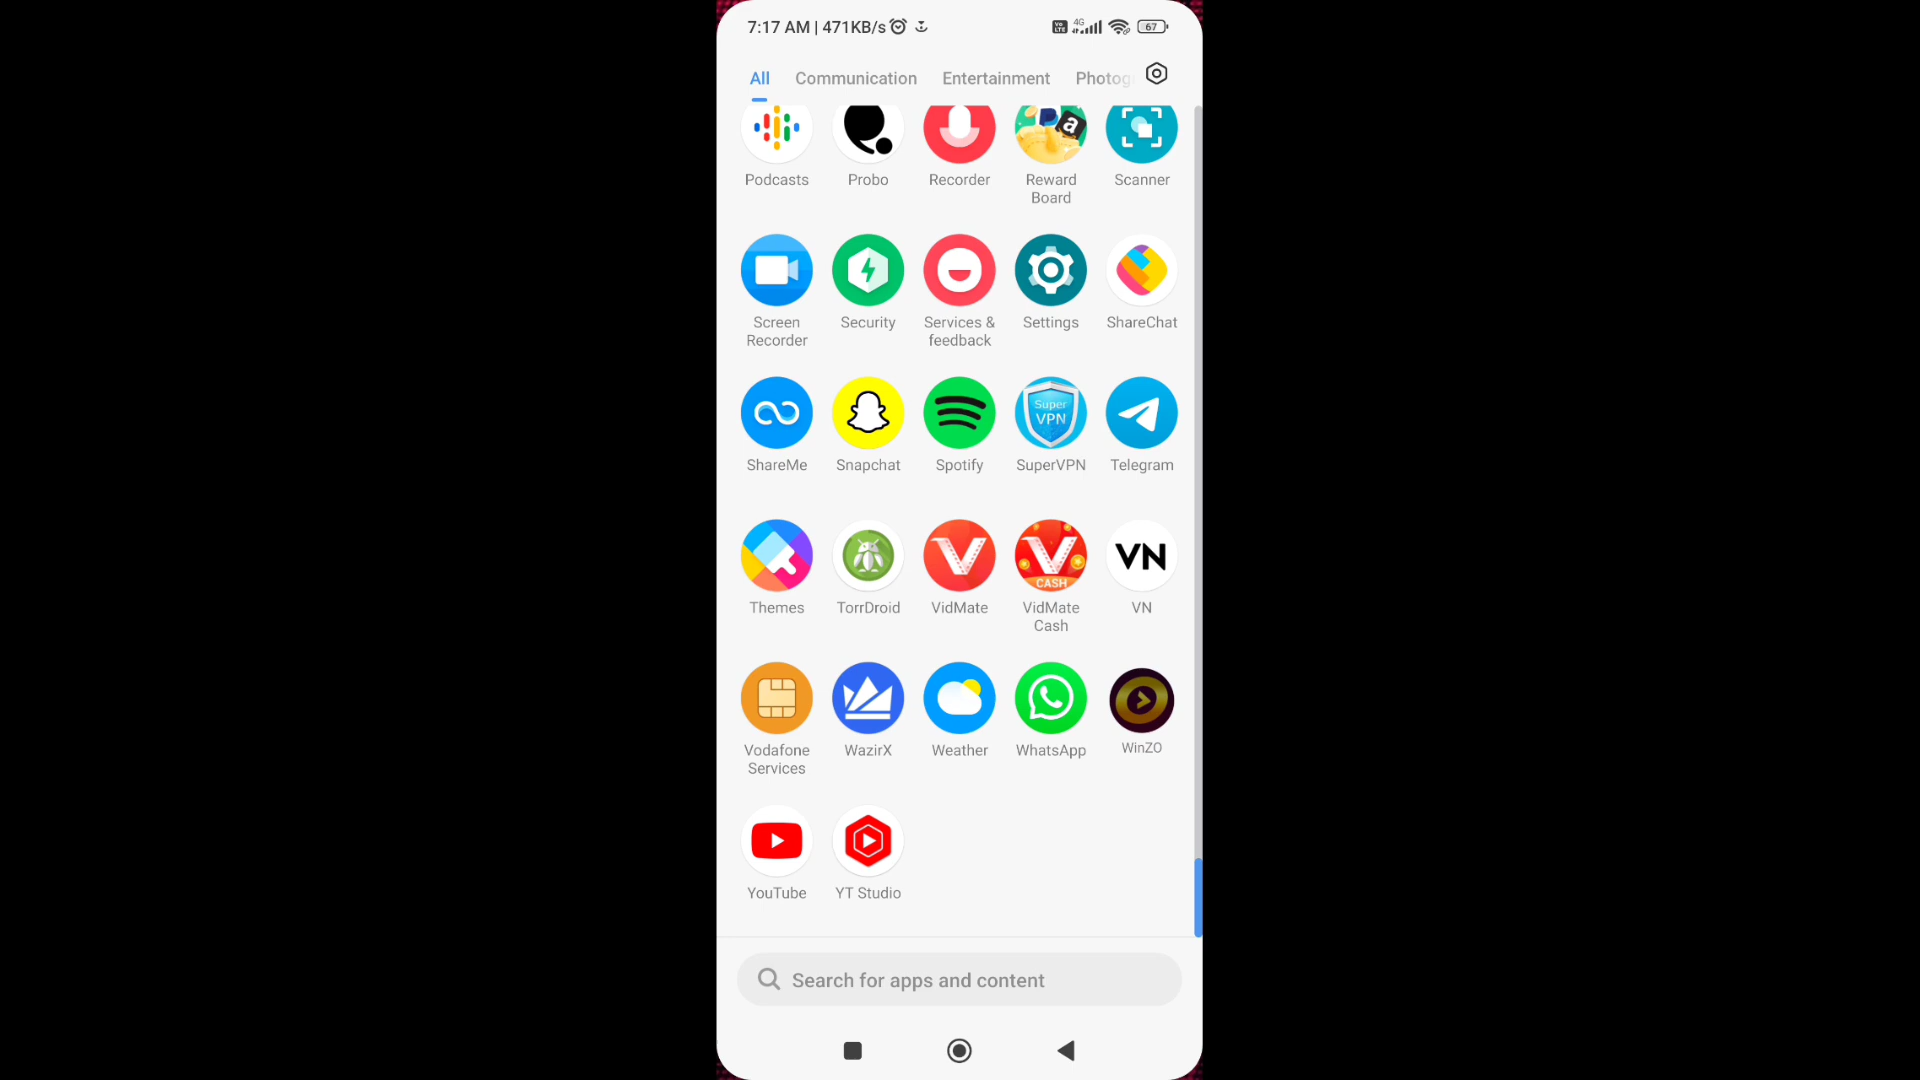 7:17 AM | 471KB/s 4G 67
All Communication Entertainment Photog
Podcasts Probo Recorder Reward Board Scanner
Screen Recorder Security Services & feedback Settings ShareChat
Super VPN
ShareMe Snapchat Spotify SuperVPN Telegram
CASH VN
Themes TorrDroid VidMate VidMate Cash VN
Vodafone Services WazirX Weather WhatsApp WinZO
YouTube YT Studio
Search for apps and content